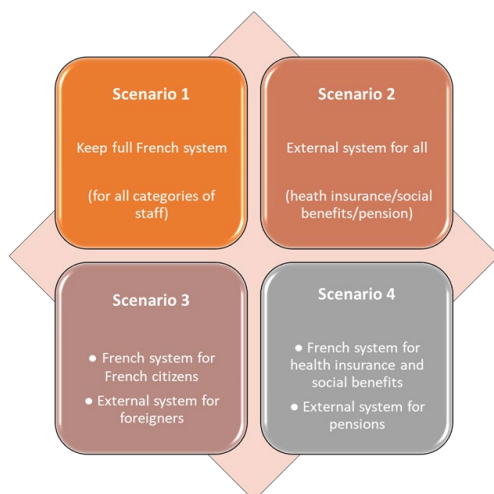 Scenario 1
Keep full French system
(for all categories of
staff)
Scenario 2
External system for all
(heath insurance/social
benefits/pension)
Scenario 3
● French system for
French citizens
● External system for
foreigners
Scenario 4
● French system for
health insurance and
social benefits
● External system for
pensions